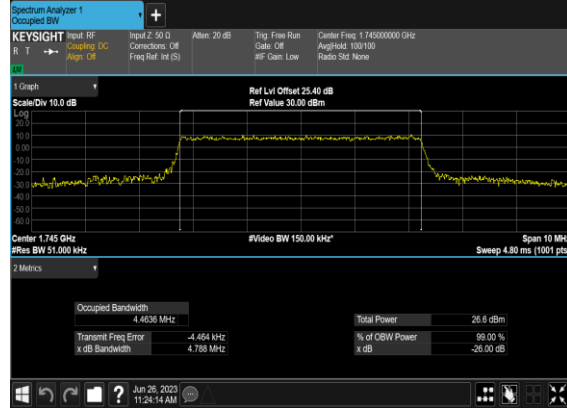 Spectrum Analyzer 1
Occupied BW
+
KEYSIGHT Input: RF Input Z: 50 Ω Atten: 20 dB Trig: Free Run Center Freq: 1.745000000 GHz
R T Coupling: DC Corrections: Off Gate: Off Avg|Hold: 100/100
Align: Off Freq Ref: Int (S) #IF Gain: Low Radio Std: None
1 Graph
Ref Lvl Offset 25.40 dB
Scale/Div 10.0 dB Ref Value 30.00 dBm
Log
20.0
10.0
0.00
-10.0
-20.0
-30.0
-40.0
-50.0
-60.0
Center 1.745 GHz #Video BW 150.00 kHz* Span 10 MHz
#Res BW 51.000 kHz Sweep 4.80 ms (1001 pts)
2 Metrics
Occupied Bandwidth
4.4636 MHz Total Power 26.6 dBm
Transmit Freq Error -4.464 kHz % of OBW Power 99.00 %
x dB Bandwidth 4.788 MHz x dB -26.00 dB
? Jun 26, 2023
11:24:14 AM